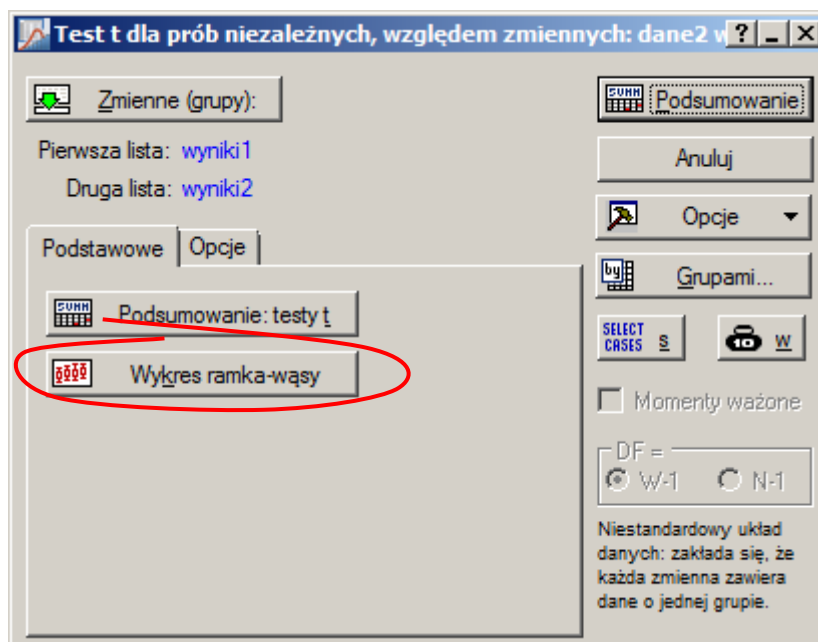 Test t dla prób niezależnych, względem zmiennych: dane2 w
Zmienne (grupy):
Pierwsza lista: wyniki1
Druga lista: wyniki2
Podstawowe
Opcje
Podsumowanie: testy t
Wykres ramka-wąsy
Podsumowanie
Anuluj
Opcje
Grupami...
SELECT CASES S
W
Momenty ważone
DF =
W-1
N-1
Niestandardowy układ
danych: zakłada się, że
każda zmienna zawiera
dane o jednej grupie.